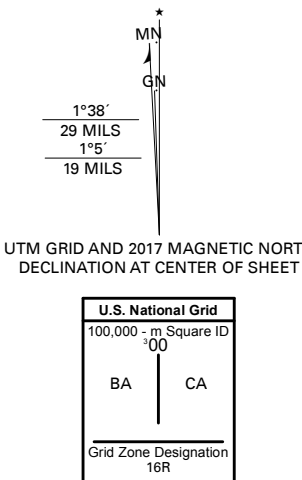 MN
GN
1°38´
29 MILS
1°5´
19 MILS
UTM GRID AND 2017 MAGNETIC NORT
DECLINATION AT CENTER OF SHEET
U.S. National Grid
100,000 - m Square ID
³00
BA CA
Grid Zone Designation
16R